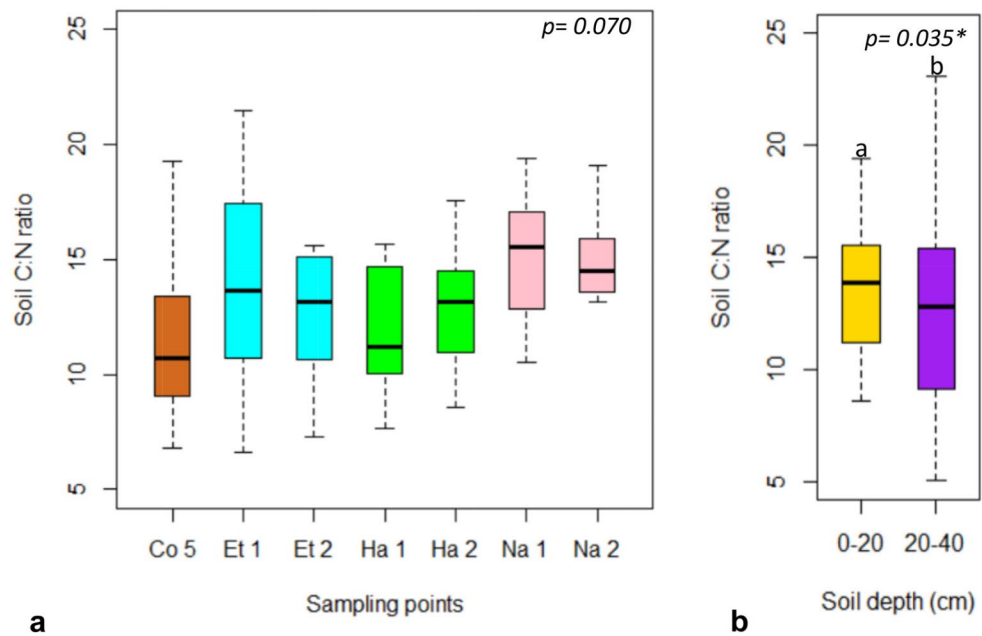 p= 0.070
25
20
15
10
5
Soil C:N ratio
Co 5 Et 1 Et 2 Ha 1 Ha 2 Na 1 Na 2
Sampling points
a
p= 0.035*
a
b
25
20
15
10
5
Soil C:N ratio
0-20 20-40
Soil depth (cm)
b